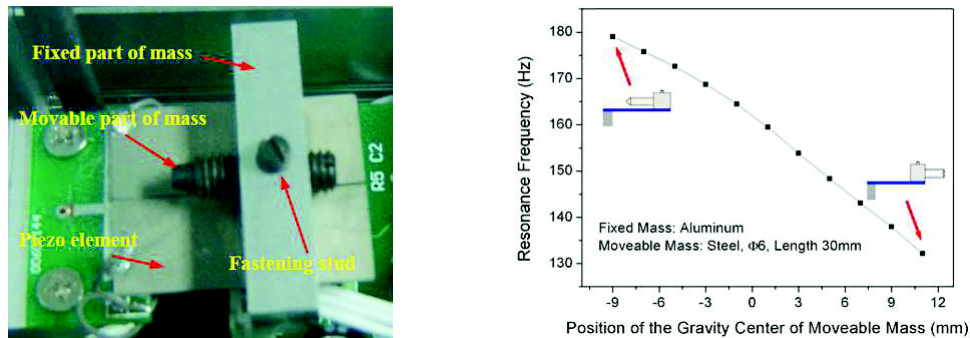 Fixed part of mass
Movable part of mass
R5 C2
Piezo element
Fastening stud
Resonance Frequency (Hz)
180
170
160
150
140
130
Fixed Mass: Aluminum
Moveable Mass: Steel, Φ6, Length 30mm
-9
-6
-3
0
3
6
9
12
Position of the Gravity Center of Moveable Mass (mm)